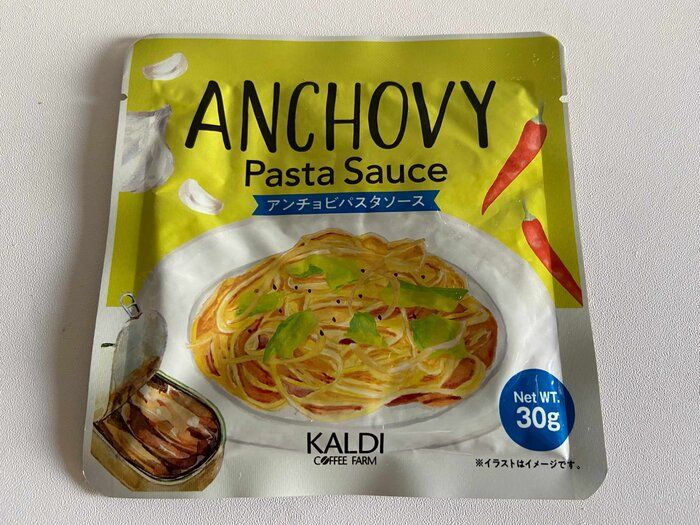 ANCHOVY
Pasta Sauce
アンチョビパスタソース
Net WT.
30g
KALDI
COFFEE FARM
※イラストはイメージです。